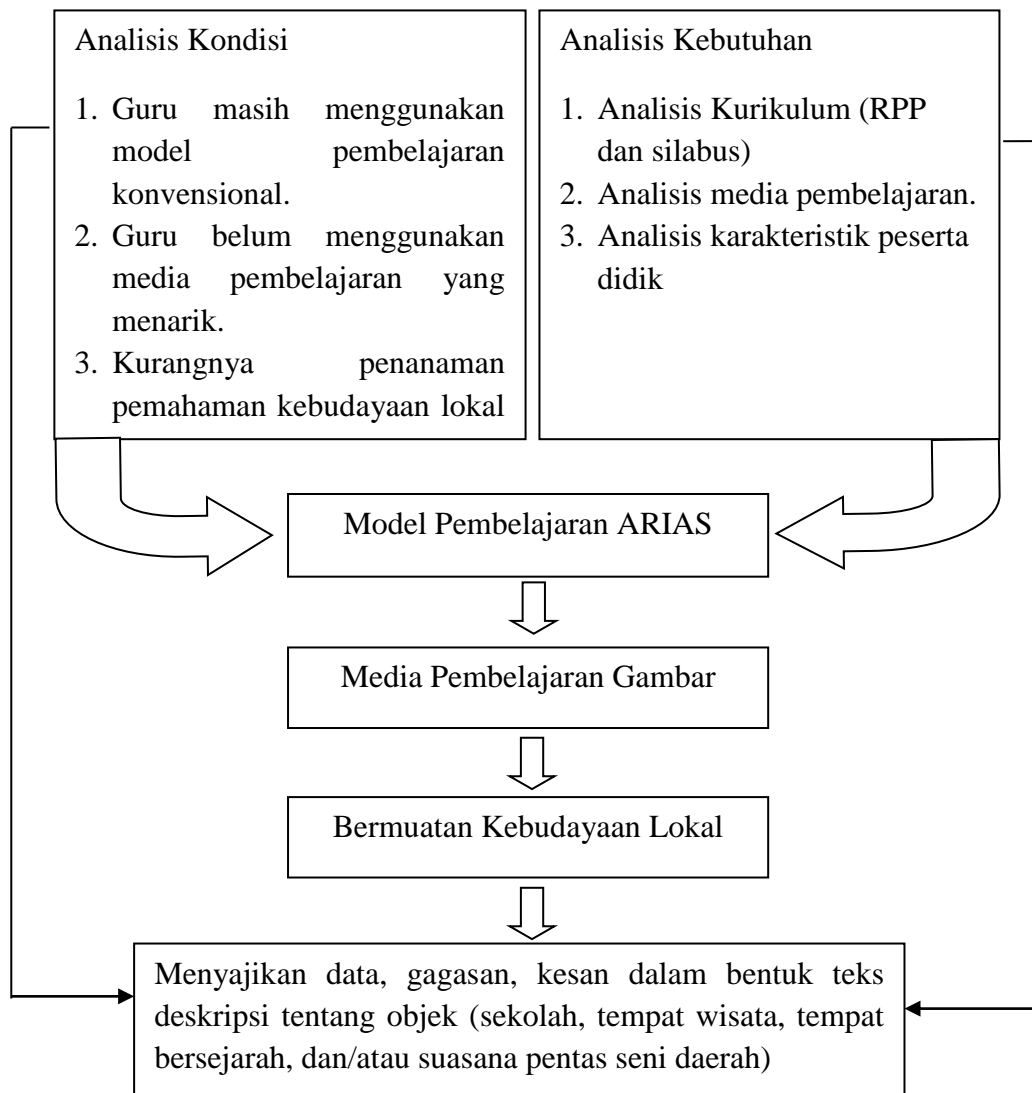 Analisis Kondisi
1. Guru masih menggunakan
model pembelajaran
konvensional.
2. Guru belum menggunakan
media pembelajaran yang
menarik.
3. Kurangnya penanaman
pemahaman kebudayaan lokal
Analisis Kebutuhan
1. Analisis Kurikulum (RPP
dan silabus)
2. Analisis media pembelajaran.
3. Analisis karakteristik peserta
didik
Model Pembelajaran ARIAS
Media Pembelajaran Gambar
Bermuatan Kebudayaan Lokal
Menyajikan data, gagasan, kesan dalam bentuk teks
deskripsi tentang objek (sekolah, tempat wisata, tempat
bersejarah, dan/atau suasana pentas seni daerah)